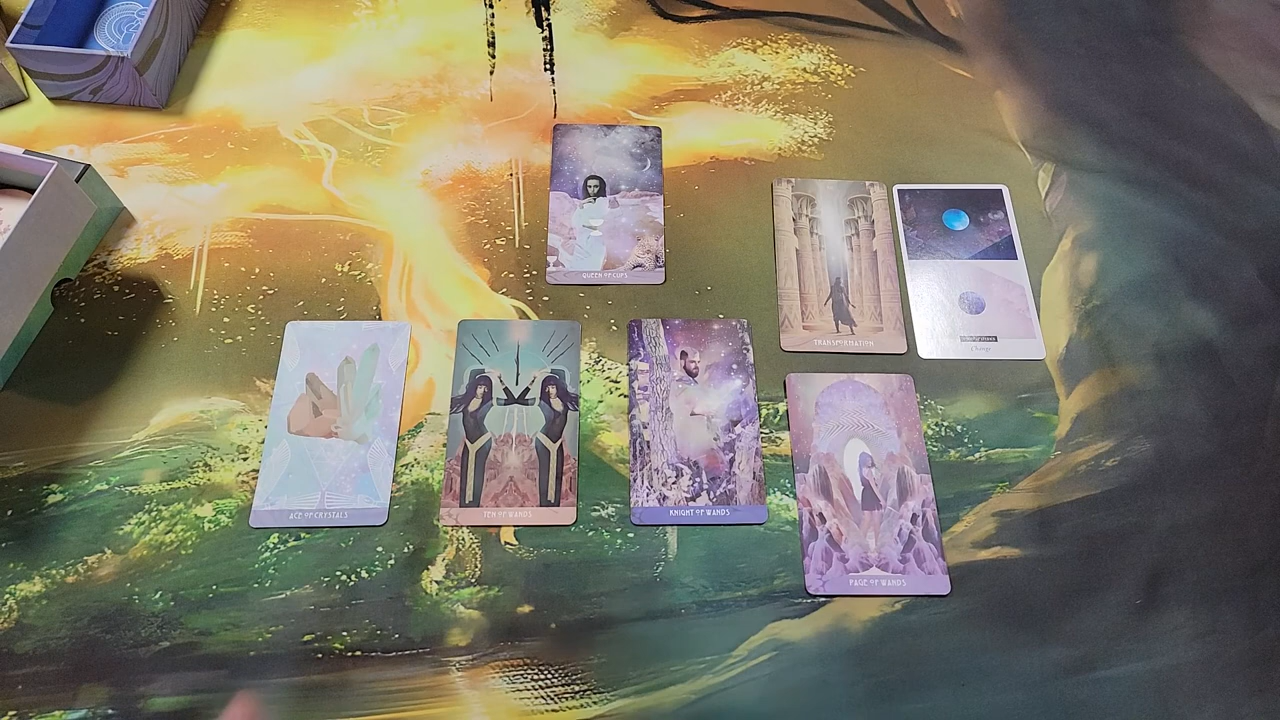 QUEEN OF CUPS
TRANSFORMATION
Change
ACE OF CRYSTALS
TEN OF WANDS
KNIGHT OF WANDS
PAGE OF WANDS